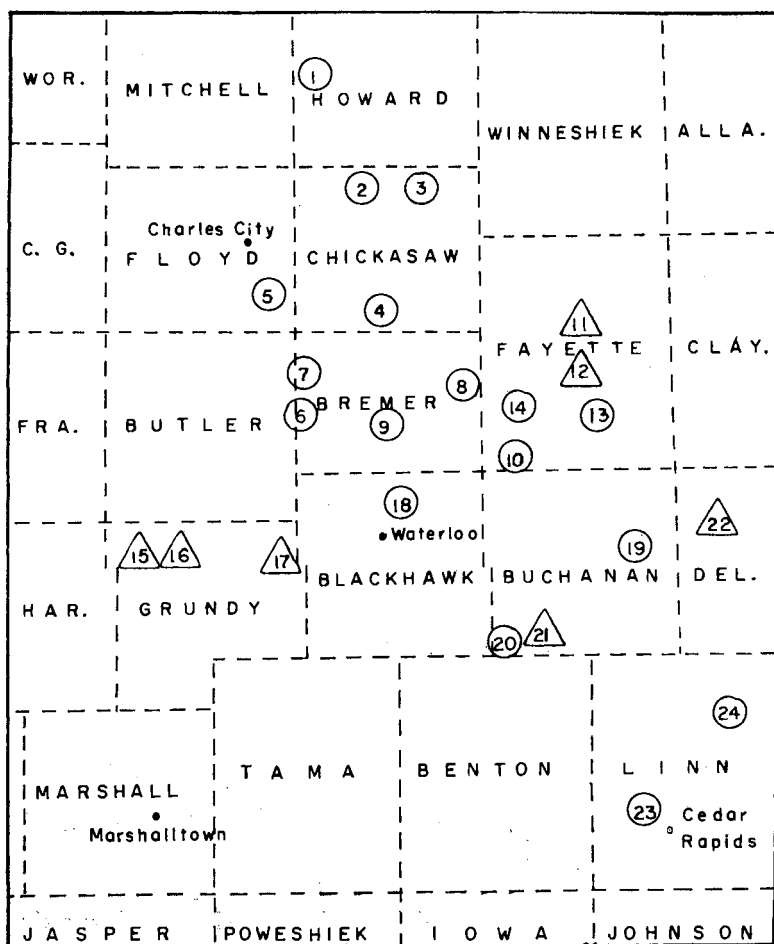 WOR.
MITCHELL
1
HOWARD
WINNESHIEK
ALLA.
2
3
Charles City
C. G.
FLOYD
CHICKASAW
5
4
11
FAYETTE
CLAY.
12
7
8
BREMER
14
13
6
9
FRA.
BUTLER
10
18
Waterloo
22
19
15
16
17
BLACKHAWK
BUCHANAN
DEL.
HAR.
GRUNDY
20
21
24
TAMA
BENTON
LINN
MARSHALL
23
Cedar
Rapids
Marshalltown
JASPER
POWESHIEK
IOWA
JOHNSON